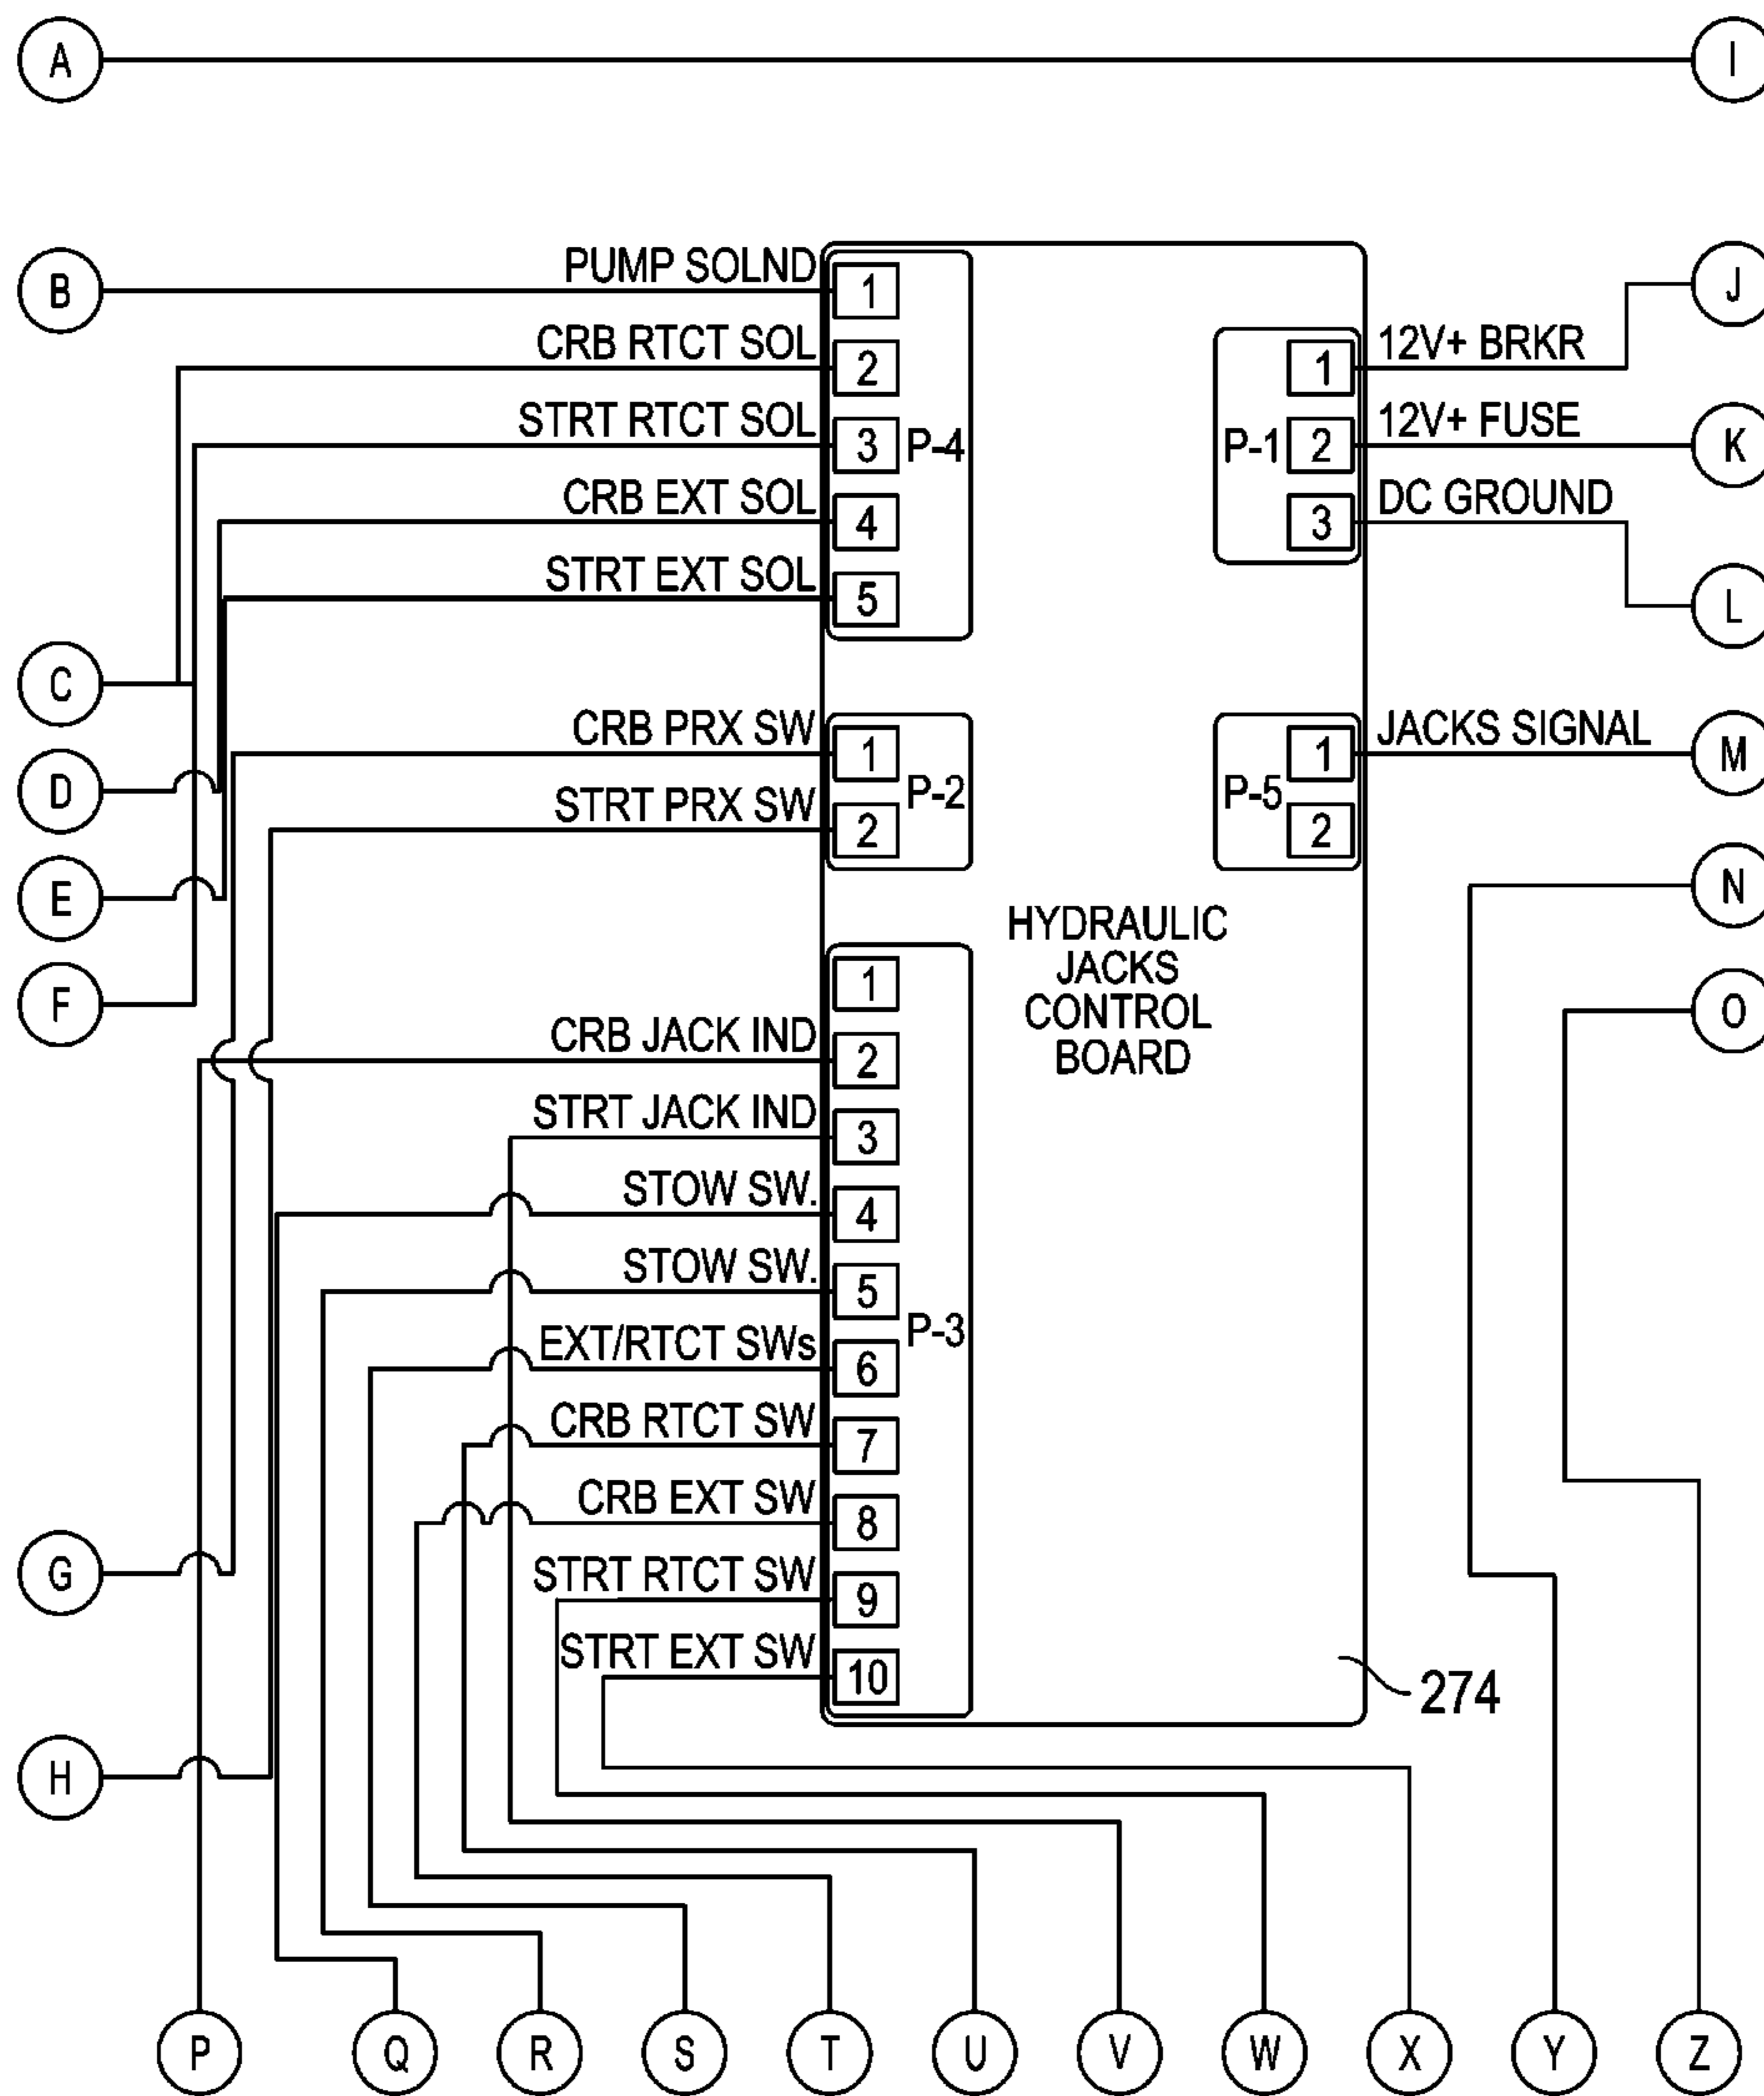 A
I
B
PUMP SOLND
1
J
CRB RTCT SOL
2
1
12V+ BRKR
STRT RTCT SOL
3
P-4
P-1
2
12V+ FUSE
K
CRB EXT SOL
4
3
DC GROUND
STRT EXT SOL
5
L
C
CRB PRX SW
1
1
JACKS SIGNAL
M
D
P-2
P-5
STRT PRX SW
2
2
E
N
HYDRAULIC
JACKS
CONTROL
BOARD
F
O
1
CRB JACK IND
2
STRT JACK IND
3
STOW SW.
4
STOW SW.
5
P-3
EXT/RTCT SWs
6
CRB RTCT SW
7
CRB EXT SW
8
G
STRT RTCT SW
9
STRT EXT SW
10
274
H
P
Q
R
S
T
U
V
W
X
Y
Z